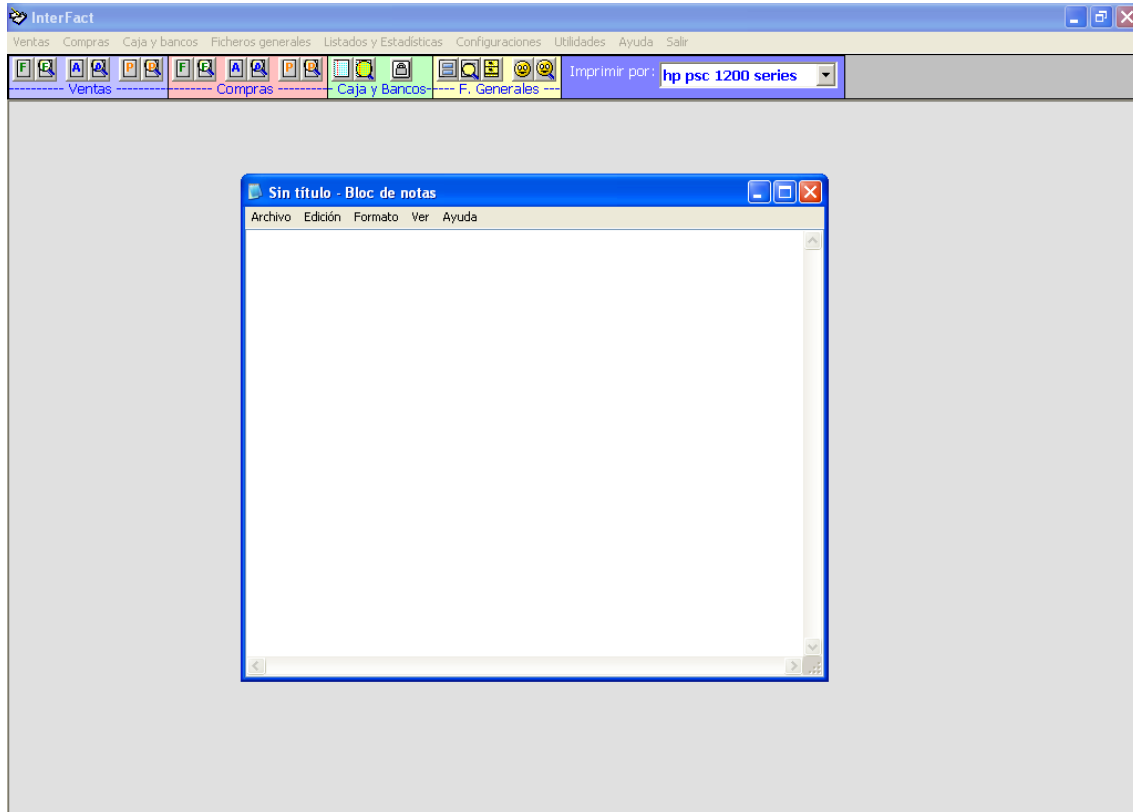 InterFact
Ventas Compras Caja y bancos Ficheros generales Listados y Estadísticas Configuraciones Utilidades Ayuda Salir
F F A A P P F F A A P P Imprimir por: hp psc 1200 series
---------- Ventas --------- -------- Compras --------- - Caja y Bancos- ---- F. Generales ---
Sin título - Bloc de notas
Archivo Edición Formato Ver Ayuda